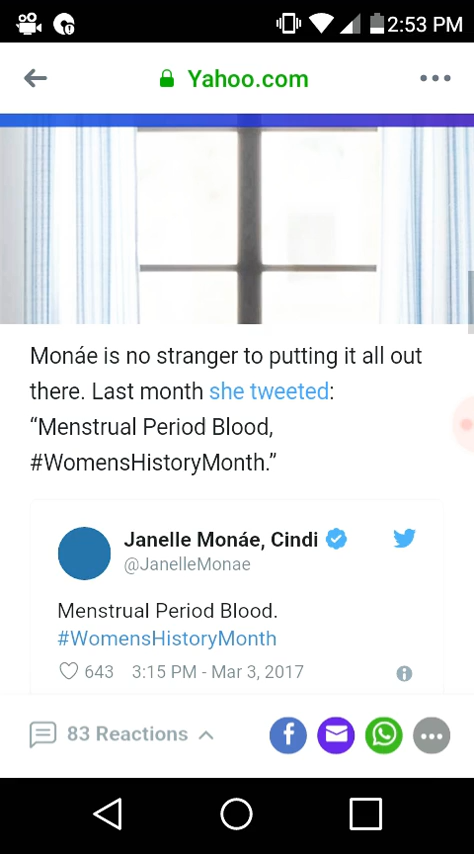 2:53 PM
Yahoo.com
Monáe is no stranger to putting it all out
there. Last month she tweeted:
“Menstrual Period Blood,
#WomensHistoryMonth.”
Janelle Monáe, Cindi
@JanelleMonae
Menstrual Period Blood.
#WomensHistoryMonth
643 3:15 PM - Mar 3, 2017
83 Reactions